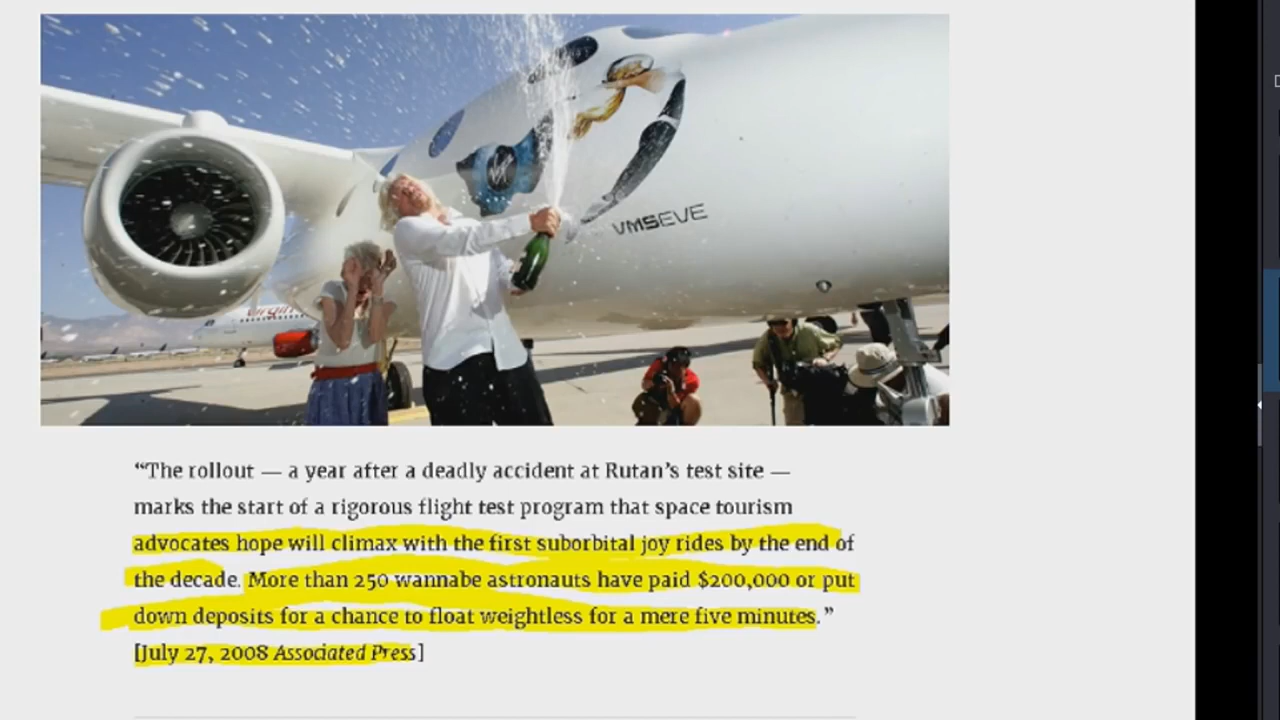 VMSEVE
Virgin
“The rollout — a year after a deadly accident at Rutan’s test site —
marks the start of a rigorous flight test program that space tourism
advocates hope will climax with the first suborbital joy rides by the end of
the decade. More than 250 wannabe astronauts have paid $200,000 or put
down deposits for a chance to float weightless for a mere five minutes.”
[July 27, 2008 Associated Press]